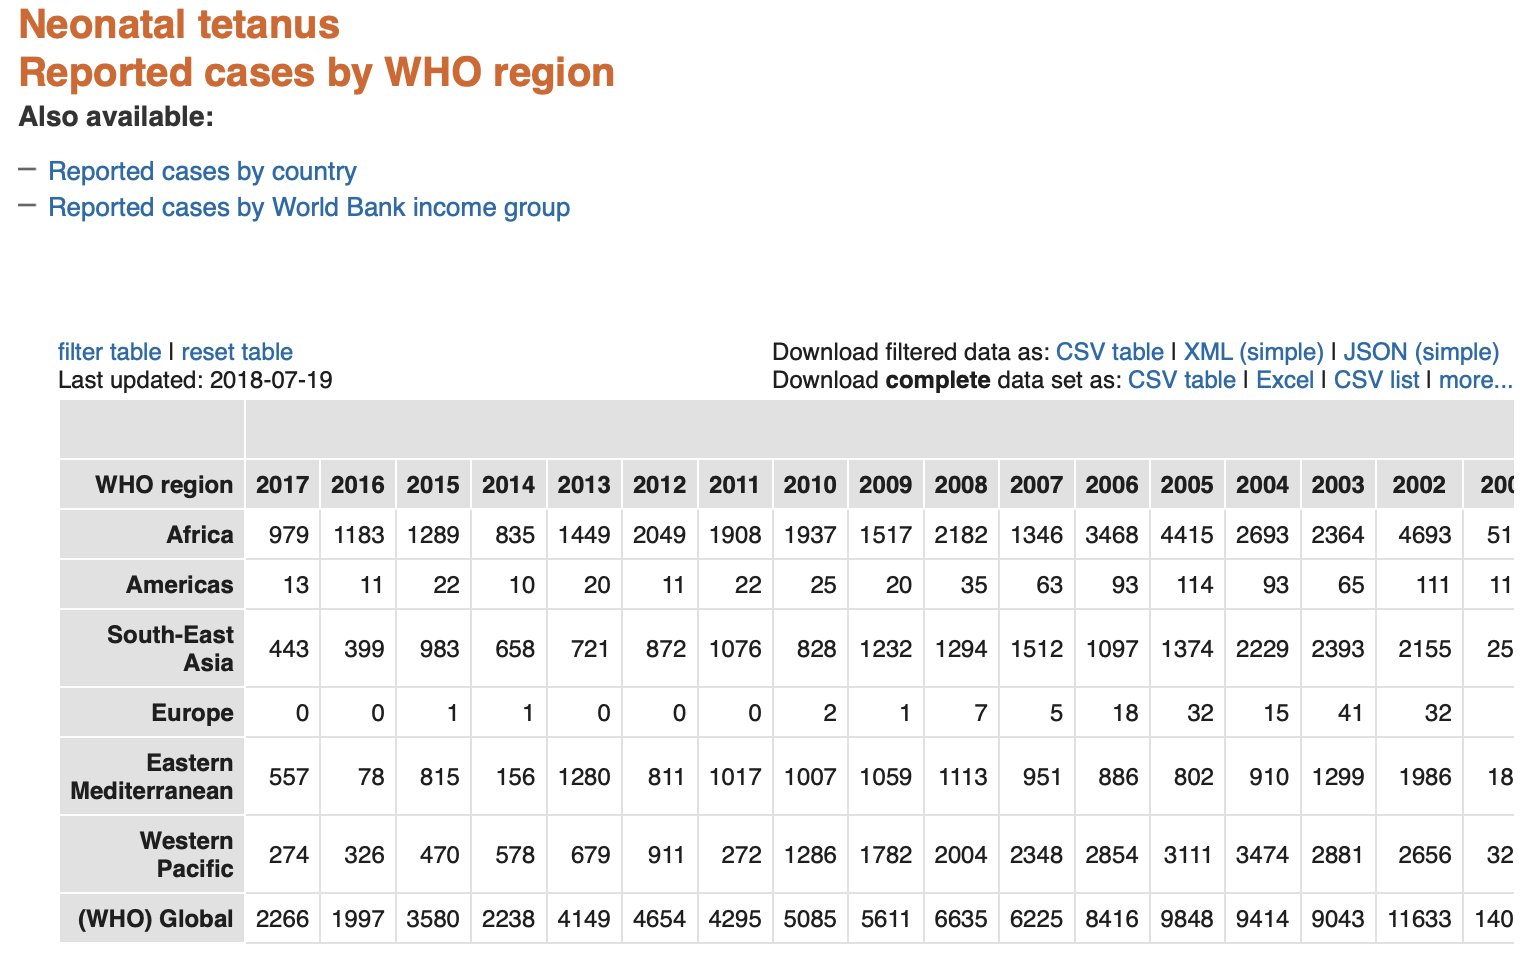 Neonatal tetanus
Reported cases by WHO region
Also available:
– Reported cases by country
– Reported cases by World Bank income group
filter table | reset table
Download filtered data as: CSV table | XML (simple) | JSON (simple)
Last updated: 2018-07-19
Download complete data set as: CSV table | Excel | CSV list | more...
WHO region 2017 2016 2015 2014 2013 2012 2011 2010 2009 2008 2007 2006 2005 2004 2003 2002 200
Africa 979 1183 1289 835 1449 2049 1908 1937 1517 2182 1346 3468 4415 2693 2364 4693 51
Americas 13 11 22 10 20 11 22 25 20 35 63 93 114 93 65 111 11
South-East
Asia 443 399 983 658 721 872 1076 828 1232 1294 1512 1097 1374 2229 2393 2155 25
Europe 0 0 1 1 0 0 0 2 1 7 5 18 32 15 41 32
Eastern
Mediterranean 557 78 815 156 1280 811 1017 1007 1059 1113 951 886 802 910 1299 1986 18
Western
Pacific 274 326 470 578 679 911 272 1286 1782 2004 2348 2854 3111 3474 2881 2656 32
(WHO) Global 2266 1997 3580 2238 4149 4654 4295 5085 5611 6635 6225 8416 9848 9414 9043 11633 140